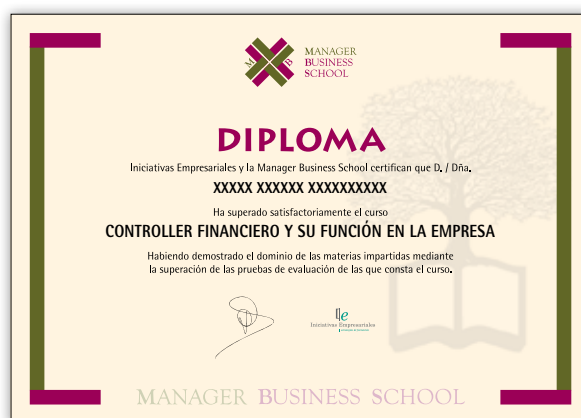 M B
MANAGER
BUSINESS
SCHOOL
DIPLOMA
Iniciativas Empresariales y la Manager Business School certifican que D. / Dña.
XXXXX XXXXXX XXXXXXXXXX
Ha superado satisfactoriamente el curso
CONTROLLER FINANCIERO Y SU FUNCIÓN EN LA EMPRESA
Habiendo demostrado el dominio de las materias impartidas mediante
la superación de las pruebas de evaluación de las que consta el curso.
Ie
Iniciativas Empresariales
MANAGER BUSINESS SCHOOL